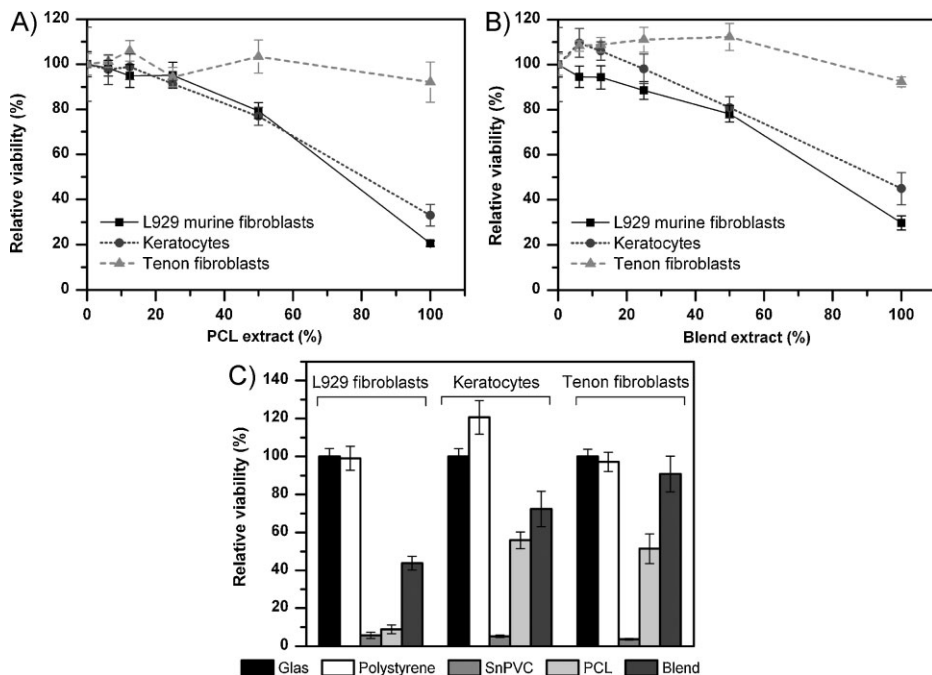 A)
120
100
80
60
40
20
0
Relative viability (%)
L929 murine fibroblasts
Keratocytes
Tenon fibroblasts
0 20 40 60 80 100
PCL extract (%)
B)
120
100
80
60
40
20
0
Relative viability (%)
L929 murine fibroblasts
Keratocytes
Tenon fibroblasts
0 20 40 60 80 100
Blend extract (%)
C)
140
120
100
80
60
40
20
0
Relative viability (%)
L929 fibroblasts Keratocytes Tenon fibroblasts
Glas Polystyrene SnPVC PCL Blend